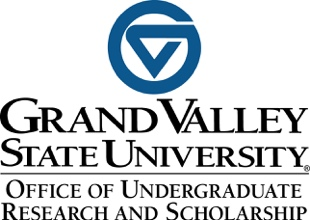 GRAND VALLEY
STATE UNIVERSITY®
OFFICE OF UNDERGRADUATE
RESEARCH AND SCHOLARSHIP